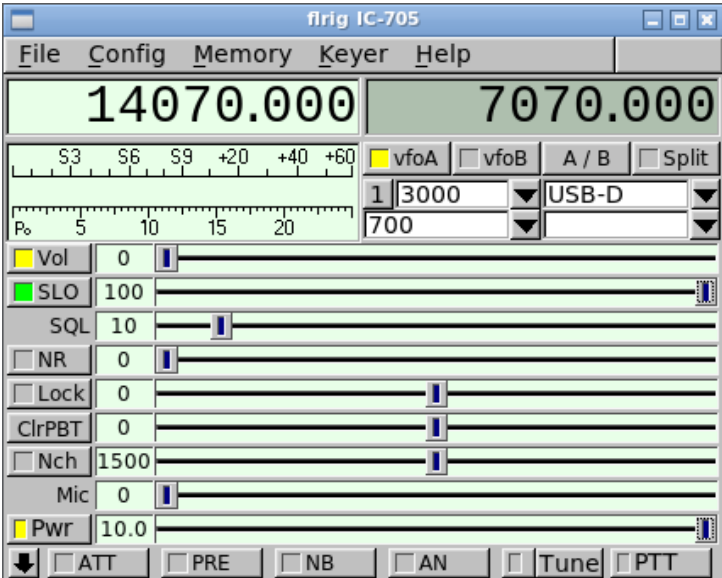 flrig IC-705
File Config Memory Keyer Help
14070.000 7070.000
S3 S6 S9 +20 +40 +60
vfoA vfoB A / B Split
1 3000 USB-D
Po 5 10 15 20
700
Vol 0
SLO 100
SQL 10
NR 0
Lock 0
ClrPBT 0
Nch 1500
Mic 0
Pwr 10.0
ATT PRE NB AN Tune PTT